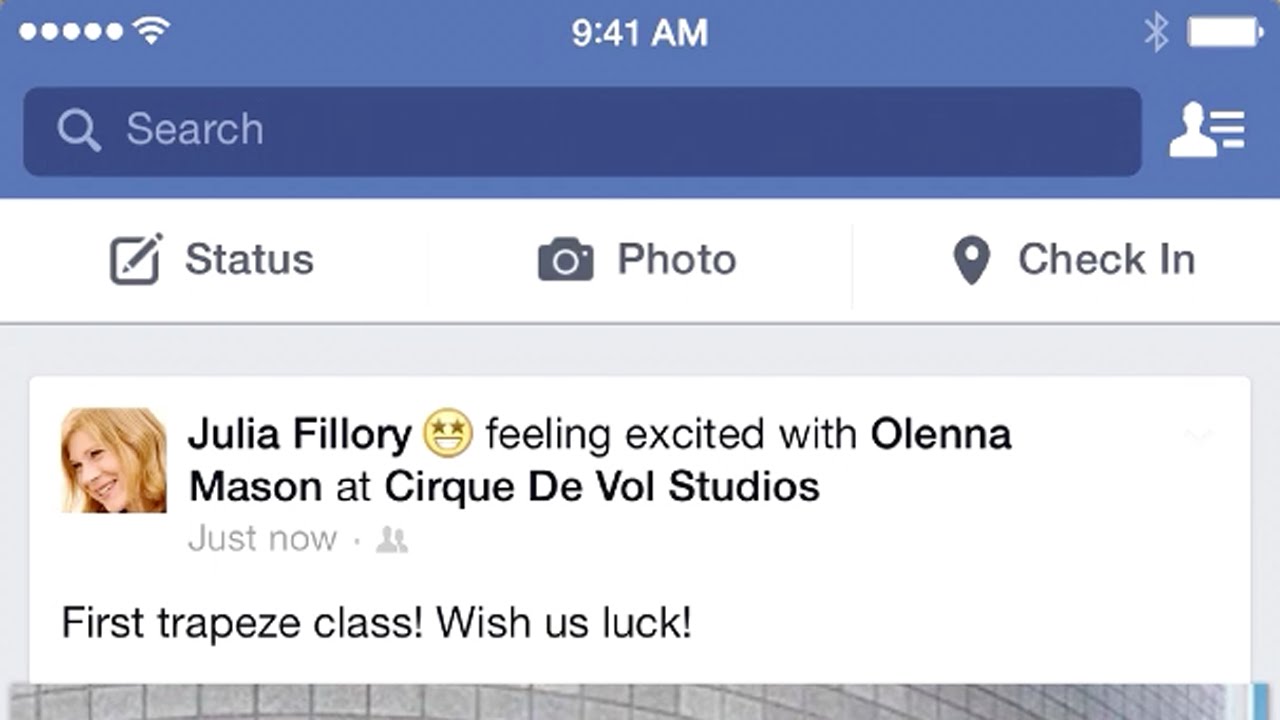 9:41 AM
Search
Status
Photo
Check In
Julia Fillory 🤩 feeling excited with Olenna
Mason at Cirque De Vol Studios
Just now ·
First trapeze class! Wish us luck!